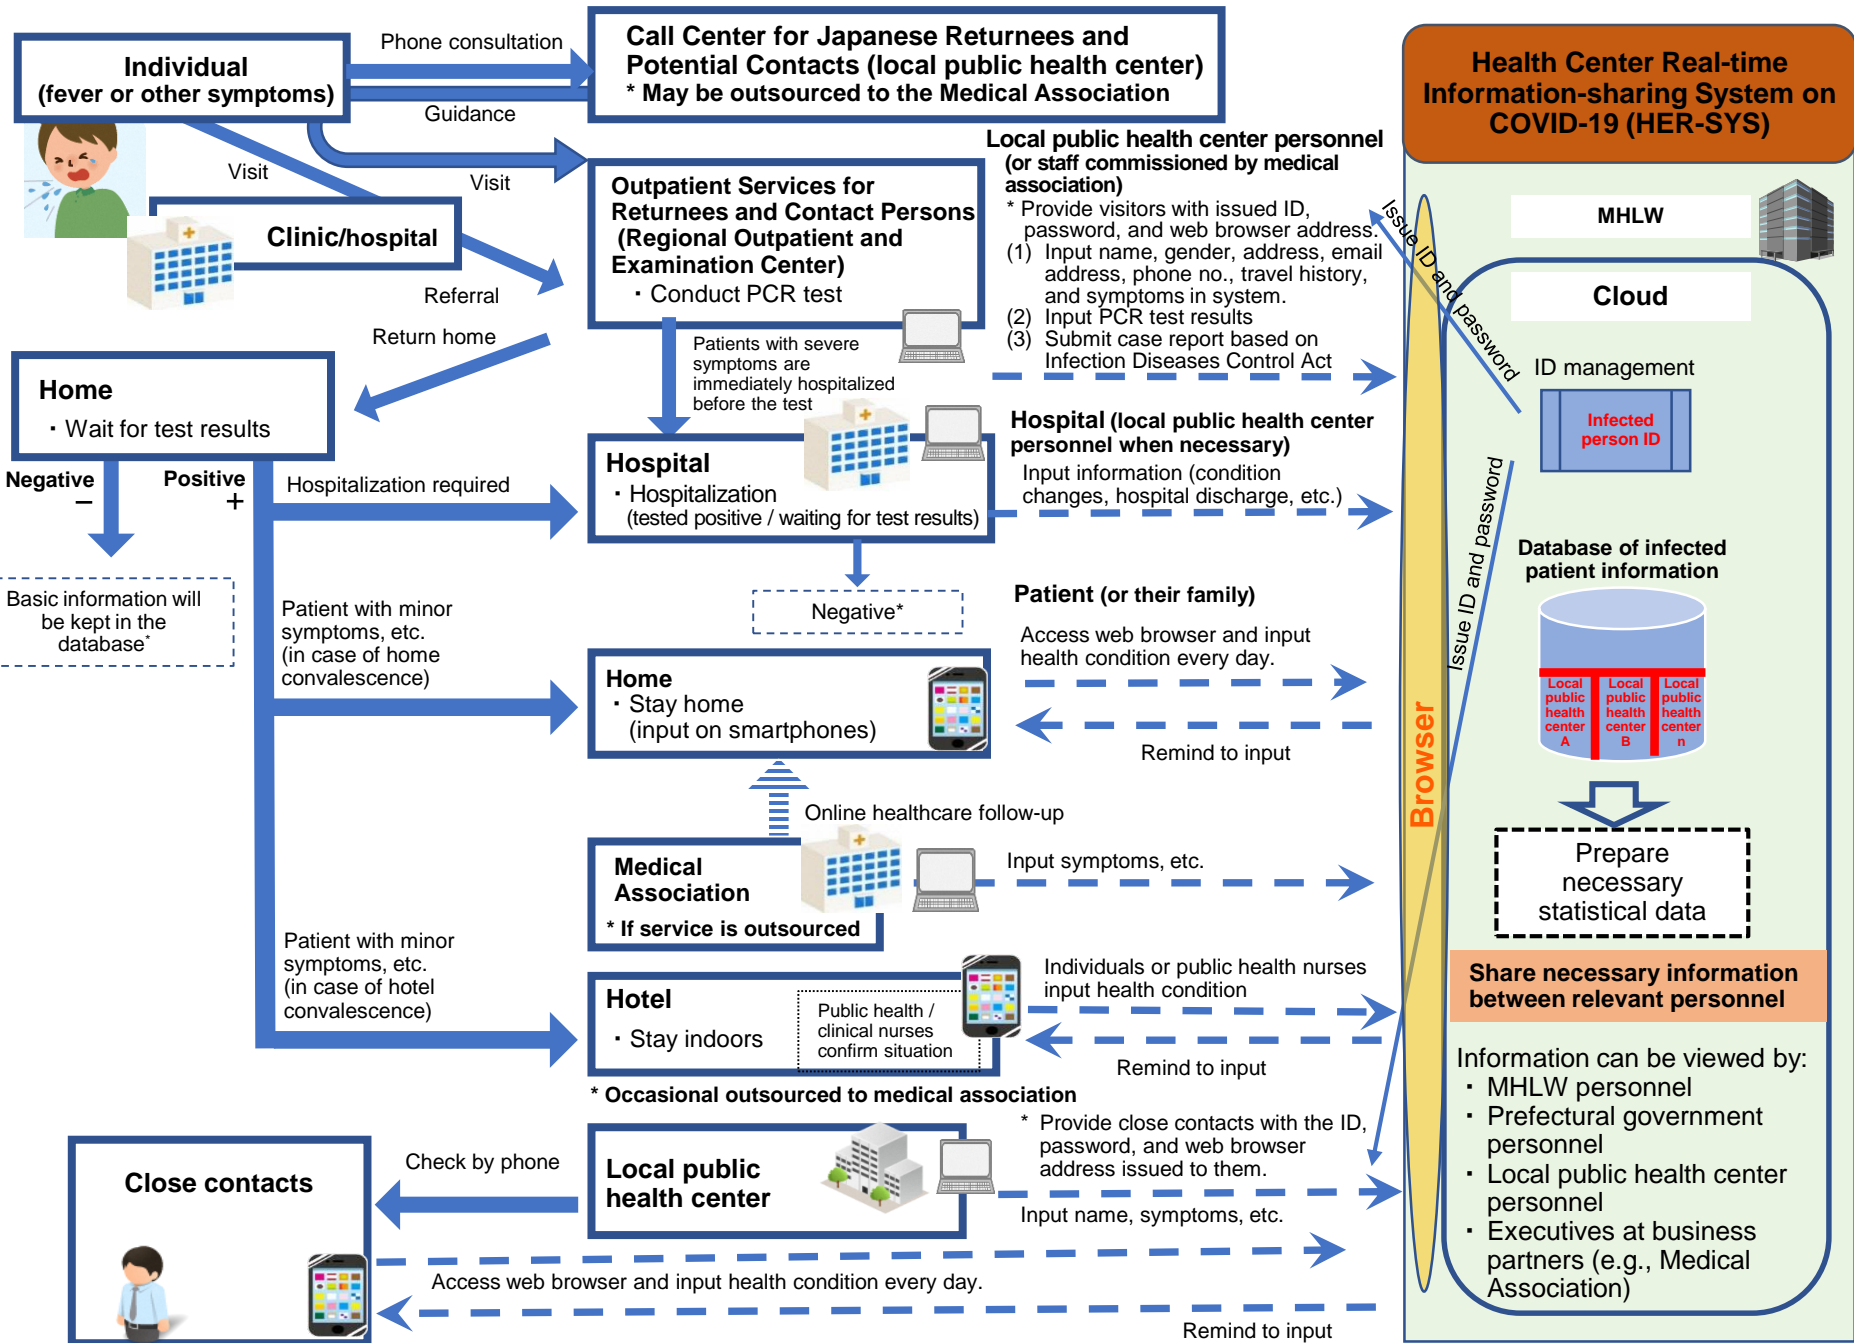 Individual
(fever or other symptoms)
Phone consultation
Guidance
Call Center for Japanese Returnees and
Potential Contacts (local public health center)
* May be outsourced to the Medical Association
Visit
Visit
Clinic/hospital
Referral
Outpatient Services for
Returnees and Contact Persons
(Regional Outpatient and
Examination Center)
・Conduct PCR test
Local public health center personnel
(or staff commissioned by medical
association)
* Provide visitors with issued ID,
password, and web browser address.
(1) Input name, gender, address, email
address, phone no., travel history,
and symptoms in system.
(2) Input PCR test results
(3) Submit case report based on
Infection Diseases Control Act
Return home
Patients with severe
symptoms are
immediately hospitalized
before the test
Home
・Wait for test results
Negative
−
Positive
+
Hospitalization required
Hospital
・Hospitalization
(tested positive / waiting for test results)
Hospital (local public health center
personnel when necessary)
Input information (condition
changes, hospital discharge, etc.)
Basic information will
be kept in the
database*
Negative*
Patient with minor
symptoms, etc.
(in case of home
convalescence)
Home
・Stay home
(input on smartphones)
Patient (or their family)
Access web browser and input
health condition every day.
Remind to input
Online healthcare follow-up
Medical
Association
* If service is outsourced
Input symptoms, etc.
Patient with minor
symptoms, etc.
(in case of hotel
convalescence)
Hotel
・Stay indoors
Public health /
clinical nurses
confirm situation
Individuals or public health nurses
input health condition
Remind to input
* Occasional outsourced to medical association
Close contacts
Check by phone
Local public
health center
* Provide close contacts with the ID,
password, and web browser
address issued to them.
Input name, symptoms, etc.
Access web browser and input health condition every day.
Remind to input
Health Center Real-time
Information-sharing System on
COVID-19 (HER-SYS)
MHLW
Browser
Issue ID and password
Issue ID and password
Cloud
ID management
Infected
person ID
Database of infected
patient information
Local
public
health
center
A
Local
public
health
center
B
Local
public
health
center
n
Prepare
necessary
statistical data
Share necessary information
between relevant personnel
Information can be viewed by:
・MHLW personnel
・Prefectural government
personnel
・Local public health center
personnel
・Executives at business
partners (e.g., Medical
Association)